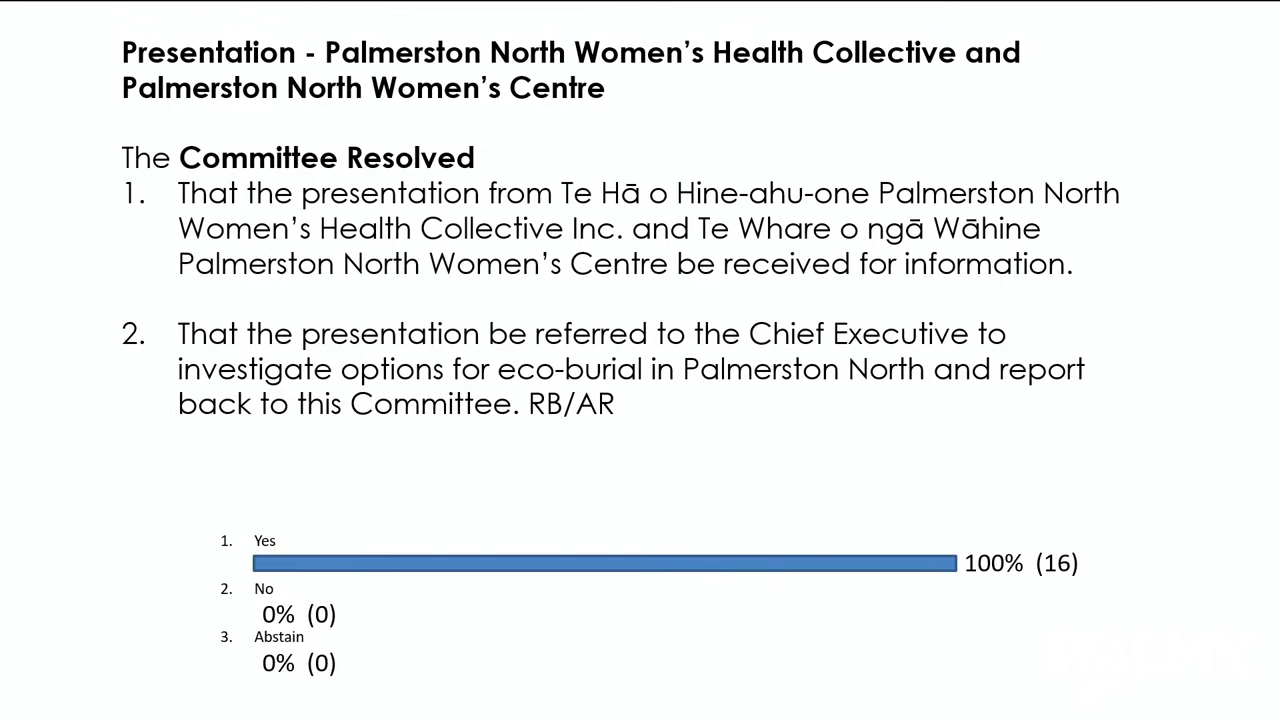 Presentation - Palmerston North Women’s Health Collective and
Palmerston North Women’s Centre
The Committee Resolved
1. That the presentation from Te Hā o Hine-ahu-one Palmerston North
Women’s Health Collective Inc. and Te Whare o ngā Wāhine
Palmerston North Women’s Centre be received for information.
2. That the presentation be referred to the Chief Executive to
investigate options for eco-burial in Palmerston North and report
back to this Committee. RB/AR
1. Yes
100% (16)
2. No
0% (0)
3. Abstain
0% (0)